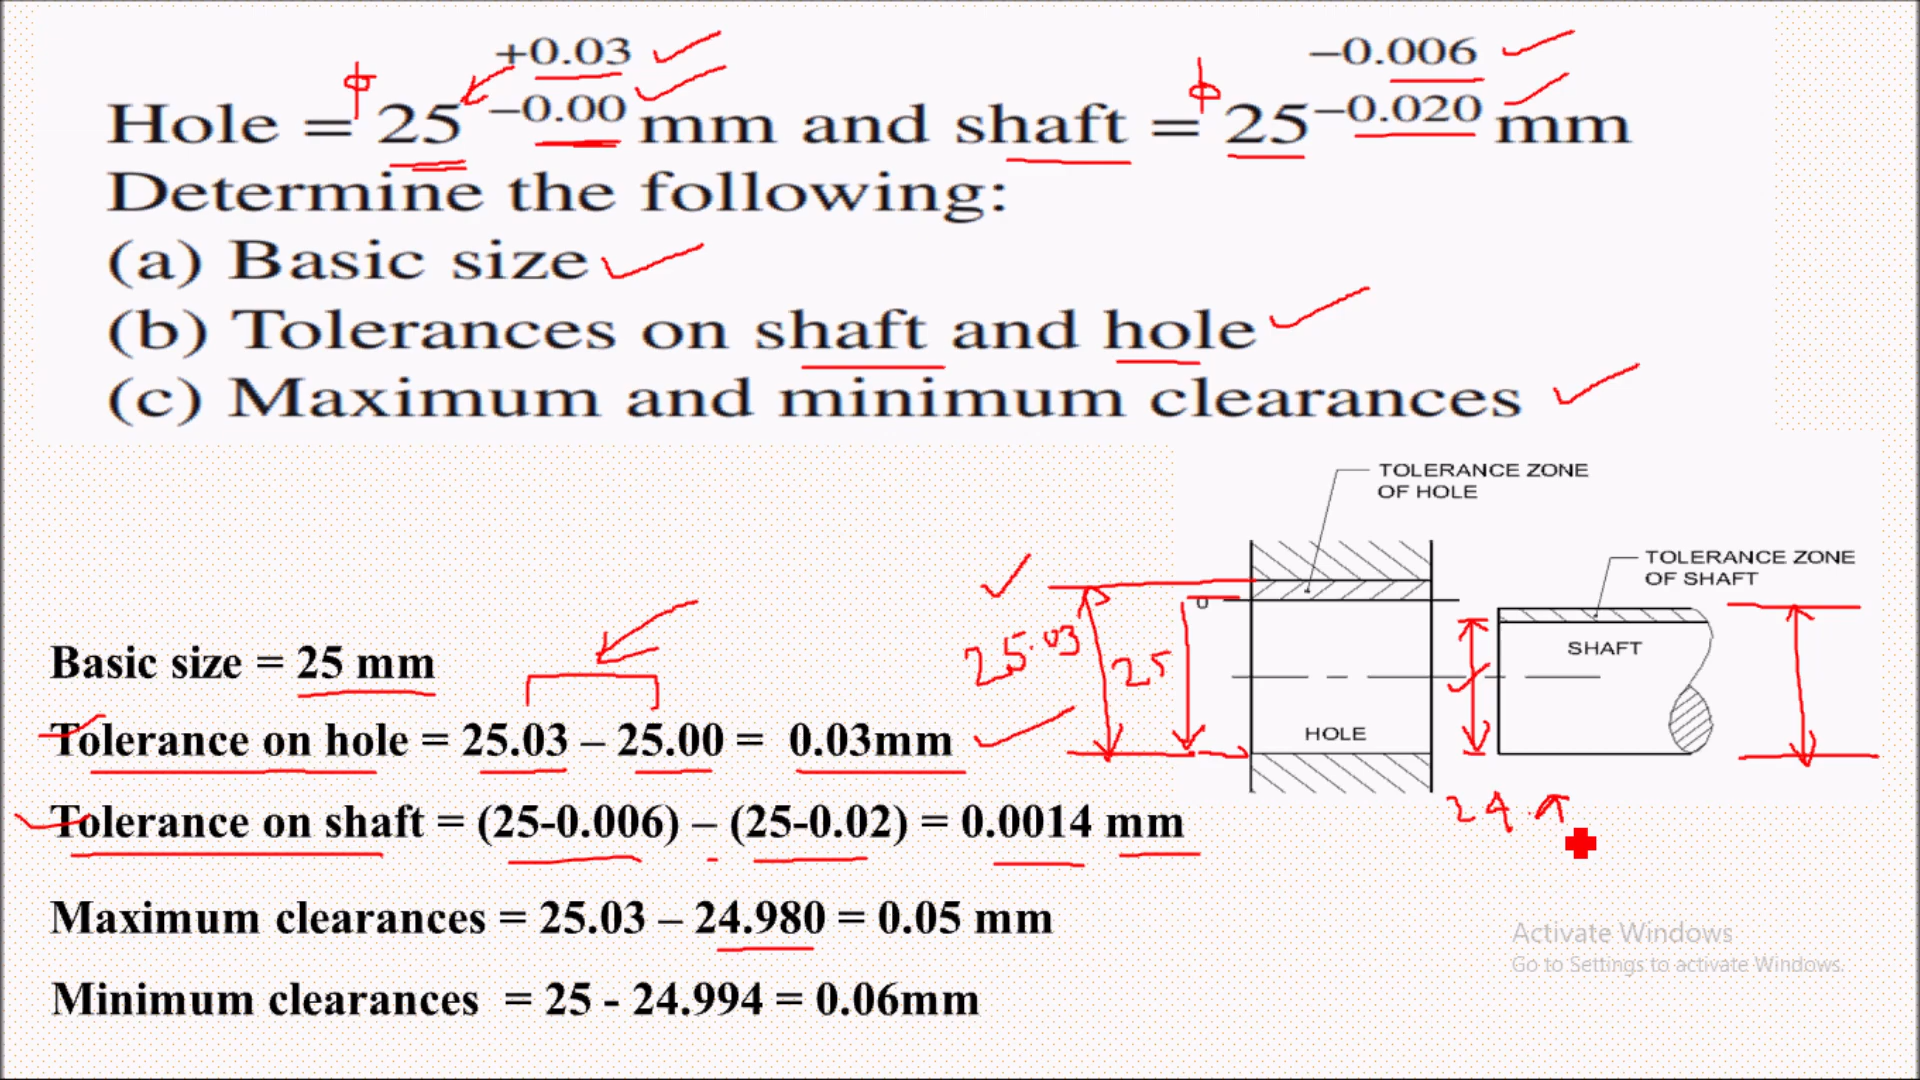 +0.03 −0.006
Hole = ϕ25 −0.00 mm and shaft = ϕ25 −0.020 mm
Determine the following:
(a) Basic size
(b) Tolerances on shaft and hole
(c) Maximum and minimum clearances
TOLERANCE ZONE
OF HOLE
TOLERANCE ZONE
OF SHAFT
0
25.03
25
SHAFT
HOLE
24.
Basic size = 25 mm
Tolerance on hole = 25.03 – 25.00 = 0.03mm
Tolerance on shaft = (25-0.006) – (25-0.02) = 0.0014 mm
Maximum clearances = 25.03 – 24.980 = 0.05 mm
Minimum clearances = 25 - 24.994 = 0.06mm
Activate Windows
Go to Settings to activate Windows.